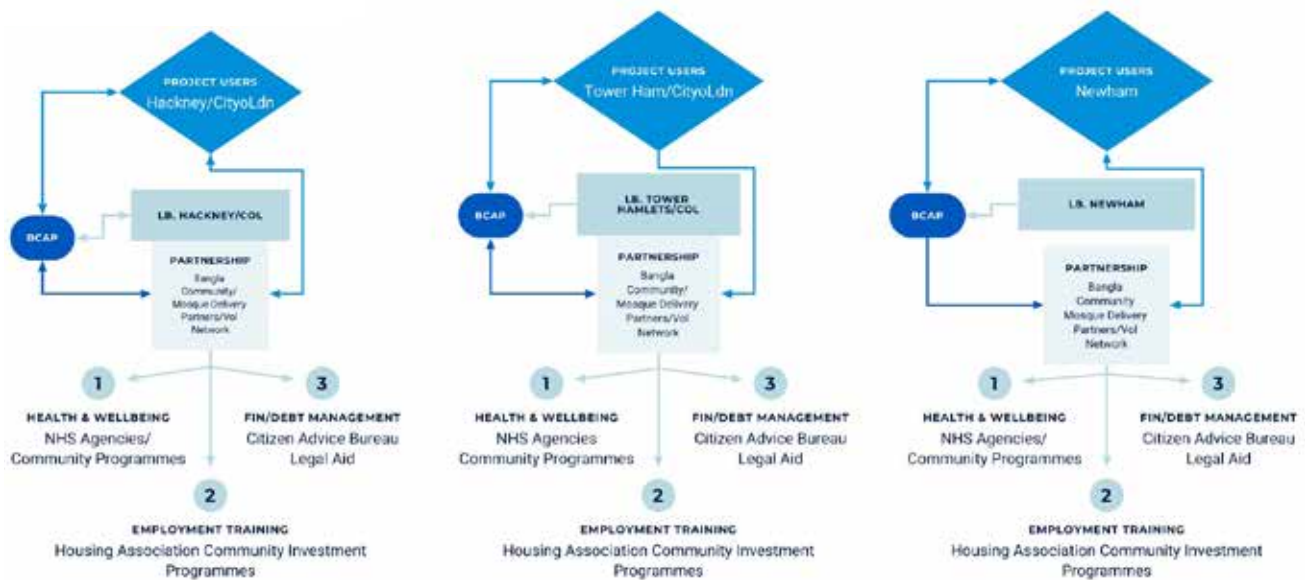 PROJECT USERS
Hackney/CityoLdn
LB. HACKNEY/COL
BCAP
PARTNERSHIP
Bangla
Community/
Mosque Delivery
Partners/Vol
Network
1
HEALTH & WELLBEING
NHS Agencies/
Community Programmes
3
FIN/DEBT MANAGEMENT
Citizen Advice Bureau
Legal Aid
2
EMPLOYMENT TRAINING
Housing Association Community Investment
Programmes
PROJECT USERS
Tower Ham/CityoLdn
LB. TOWER
HAMLETS/COL
BCAP
PARTNERSHIP
Bangla
Community/
Mosque Delivery
Partners/Vol
Network
1
HEALTH & WELLBEING
NHS Agencies
Community Programmes
3
FIN/DEBT MANAGEMENT
Citizen Advice Bureau
Legal Aid
2
EMPLOYMENT TRAINING
Housing Association Community Investment
Programmes
PROJECT USERS
Newham
LB. NEWHAM
BCAP
PARTNERSHIP
Bangla
Community
Mosque Delivery
Partners/Vol
Network
1
HEALTH & WELLBEING
NHS Agencies/
Community Programmes
3
FIN/DEBT MANAGEMENT
Citizen Advice Bureau
Legal Aid
2
EMPLOYMENT TRAINING
Housing Association Community Investment
Programmes